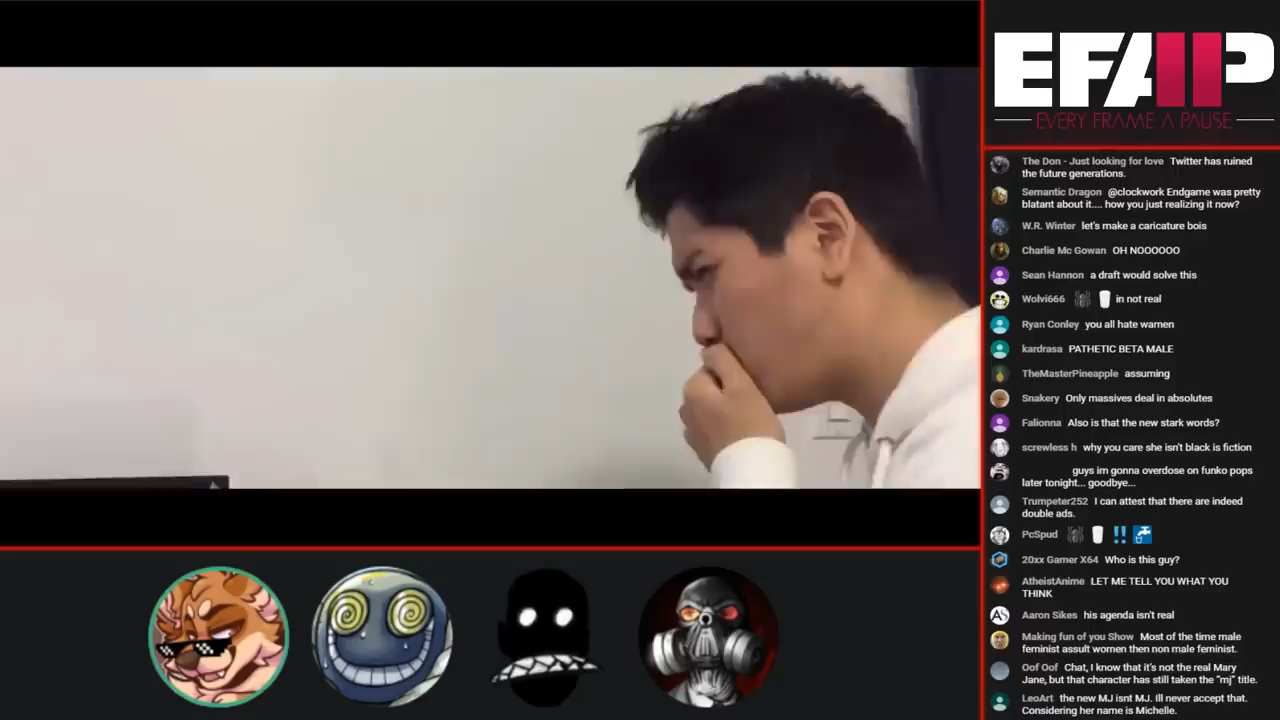 EFAP
EVERY FRAME A PAUSE
The Don - Just looking for love Twitter has ruined
the future generations.
Semantic Dragon @clockwork Endgame was pretty
blatant about it.... how you just realizing it now?
W.R. Winter let's make a caricature bois
Charlie Mc Gowan OH NOOOOOO
Sean Hannon a draft would solve this
Wolvi666 🕷 🥛 in not real
Ryan Conley you all hate wamen
kardrasa PATHETIC BETA MALE
TheMasterPineapple assuming
Snakery Only massives deal in absolutes
Falionna Also is that the new stark words?
screwless h why you care she isn't black is fiction
guys im gonna overdose on funko pops
later tonight... goodbye...
Trumpeter252 I can attest that there are indeed
double ads.
PcSpud 🕷 🥛 ‼ 🚰
20xx Gamer X64 Who is this guy?
AtheistAnime LET ME TELL YOU WHAT YOU
THINK
AS Aaron Sikes his agenda isn't real
Making fun of you Show Most of the time male
feminist assult women then non male feminist.
Oof Oof Chat, I know that it's not the real Mary
Jane, but that character has still taken the "mj" title.
LeoArt the new MJ isnt MJ. Ill never accept that.
Considering her name is Michelle.